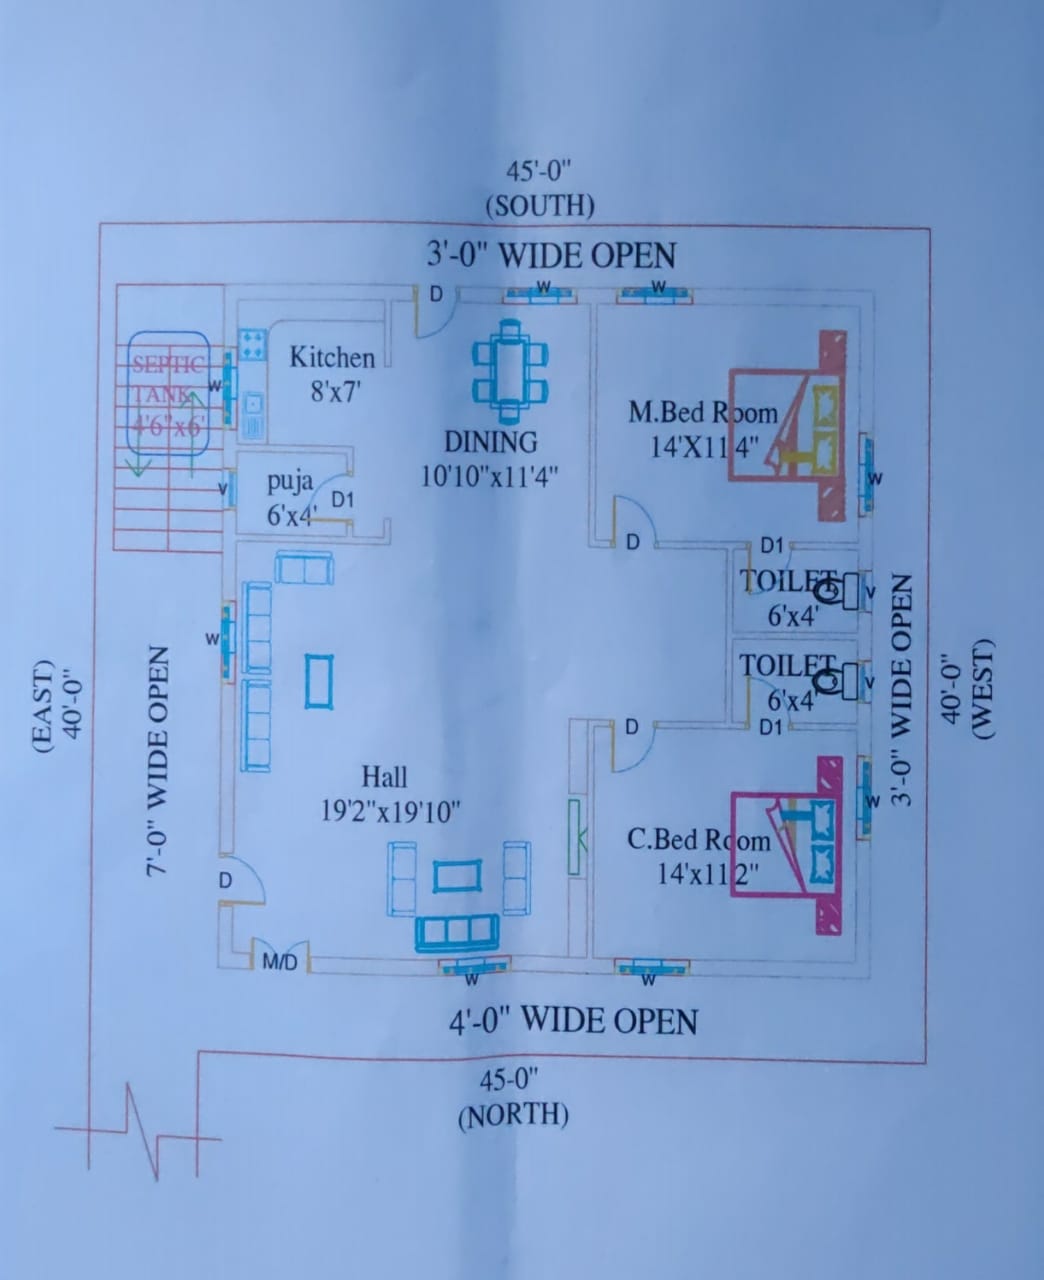 45'-0"
(SOUTH)
3'-0" WIDE OPEN
D
W
W
SEPTIC
TANK
4'6"x6'
W
Kitchen
8'x7'
DINING
10'10"x11'4"
M.Bed Room
14'X11'4"
W
V
puja
6'x4'
D1
D
D1
TOILET
6'x4'
V
TOILET
6'x4'
V
D
D1
W
(EAST)
40'-0"
7'-0" WIDE OPEN
3'-0" WIDE OPEN
40'-0"
(WEST)
Hall
19'2"x19'10"
C.Bed Room
14'x11'2"
W
D
M/D
W
W
4'-0" WIDE OPEN
45-0"
(NORTH)